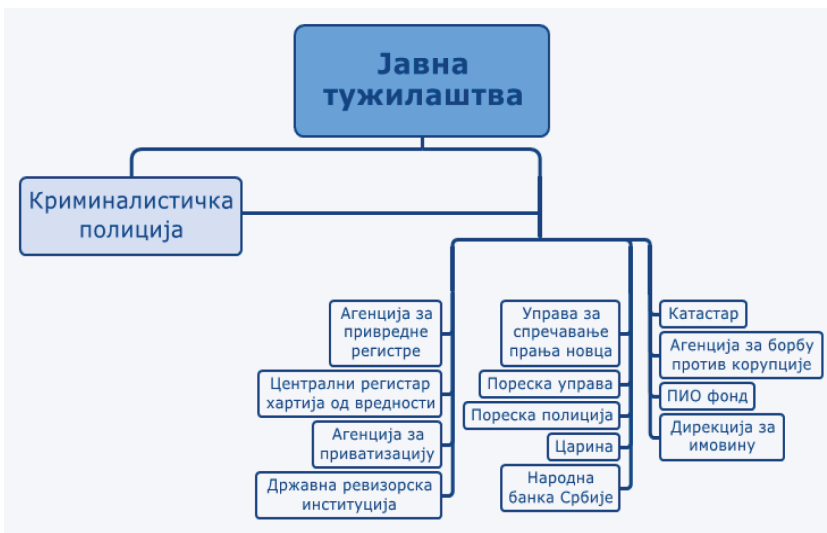 Јавна
тужилаштва
Криминалистичка
полиција
Агенција за
привредне
регистре
Централни регистар
хартија од вредности
Агенција за
приватизацију
Државна ревизорска
институција
Управа за
спречавање
прања новца
Пореска управа
Пореска полиција
Царина
Народна
банка Србије
Катастар
Агенција за борбу
против корупције
ПИО фонд
Дирекција за
имовину